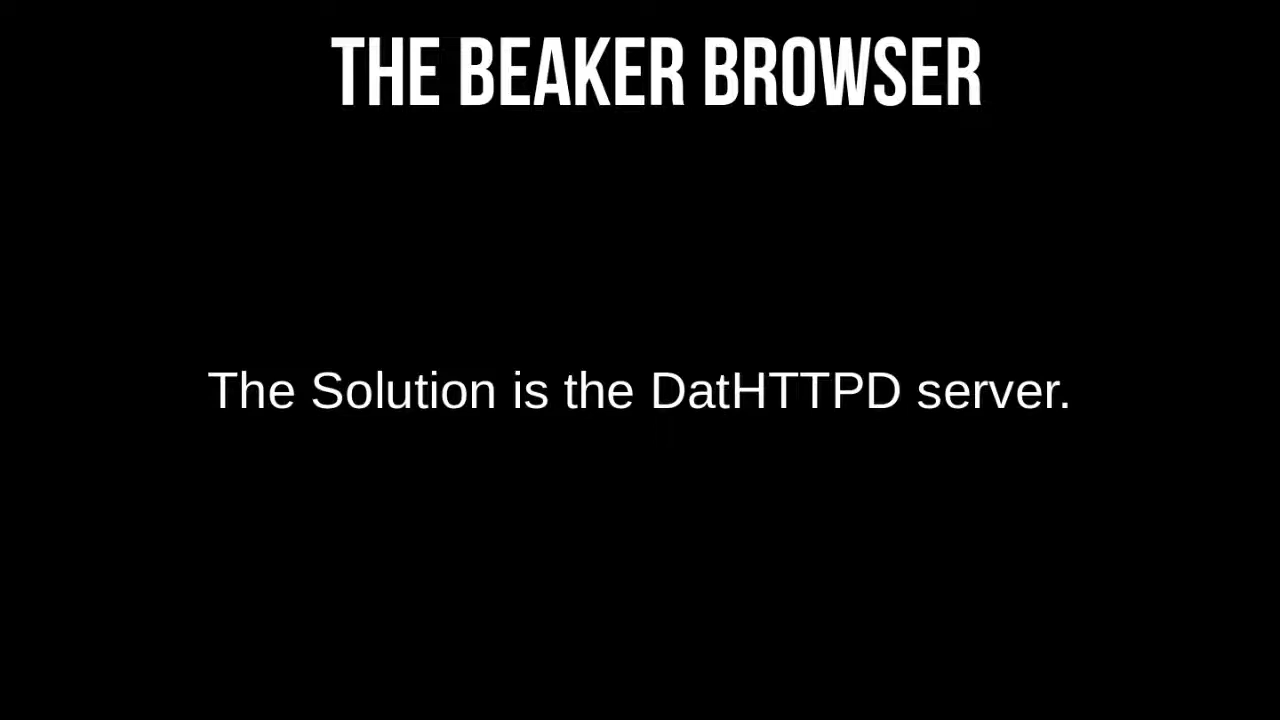 THE BEAKER BROWSER
The Solution is the DatHTTPD server.